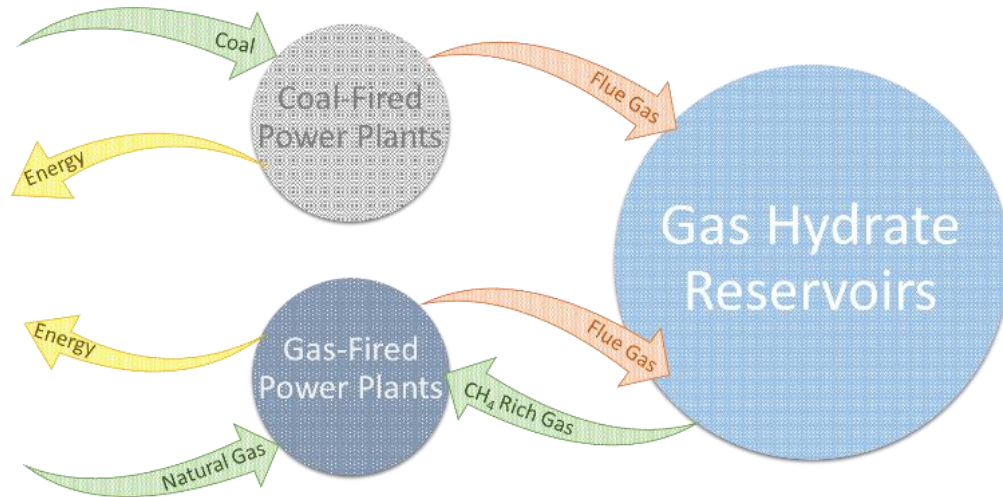 Coal
Flue Gas
Coal-Fired
Power Plants
Energy
Gas Hydrate
Reservoirs
Energy
Flue Gas
Gas-Fired
Power Plants
CH₄ Rich Gas
Natural Gas